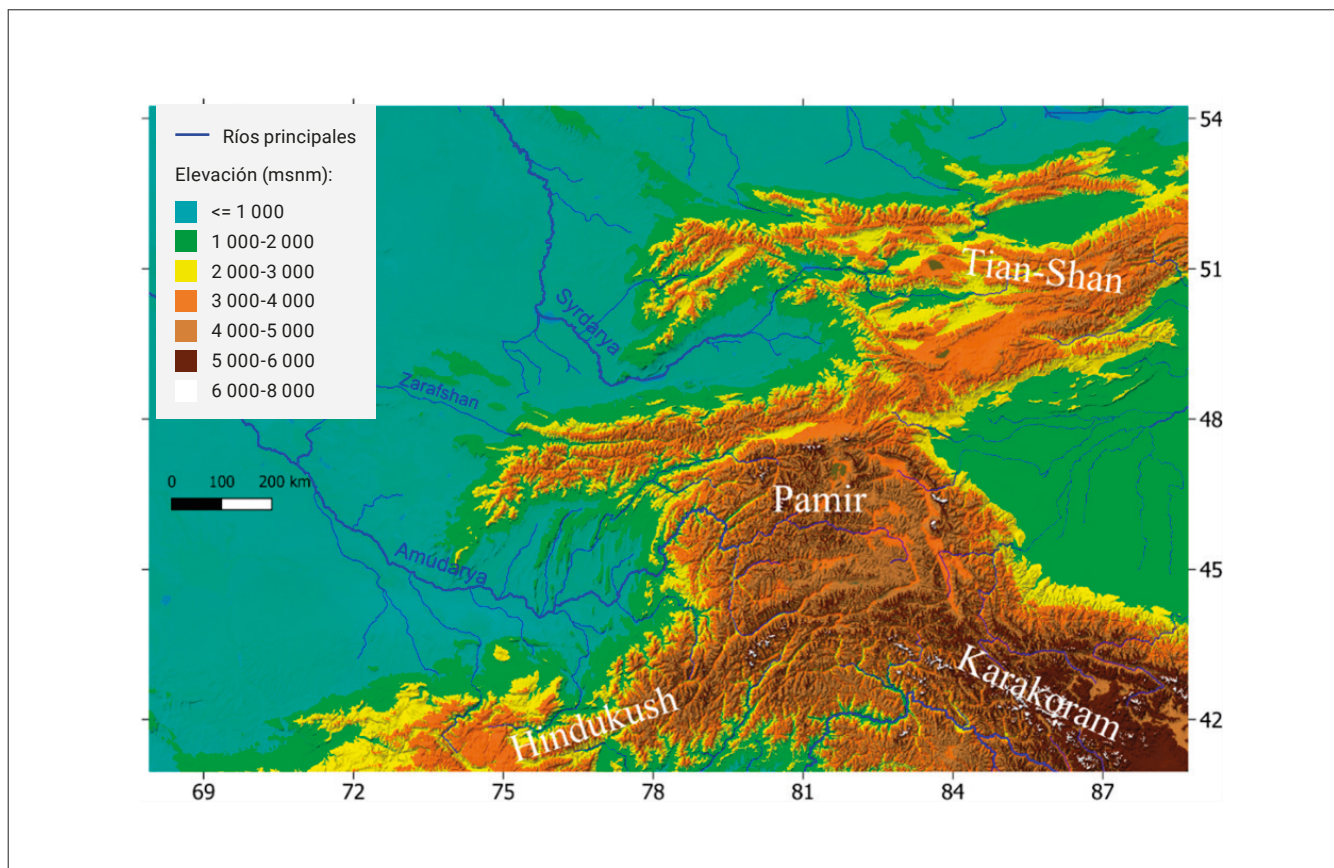 Ríos principales
Elevación (msnm):
<= 1 000
1 000-2 000
2 000-3 000
3 000-4 000
4 000-5 000
5 000-6 000
6 000-8 000
0 100 200 km
Tian-Shan
Syrdarya
Zarafshan
Pamir
Amudarya
Karakoram
Hindukush
54
51
48
45
42
69 72 75 78 81 84 87